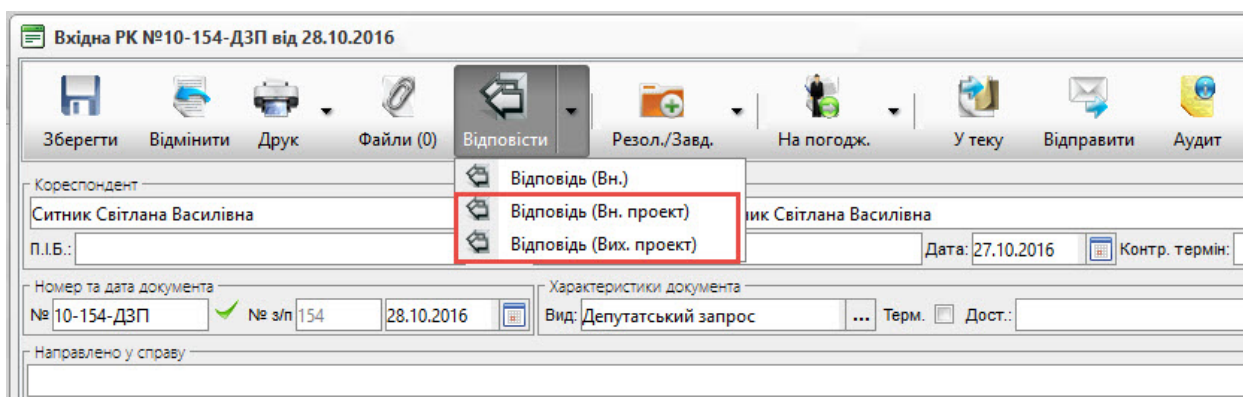 Вхідна РК №10-154-ДЗП від 28.10.2016
Зберегти Відмінити Друк Файли (0) Відповісти Резол./Завд. На погодж. У теку Відправити Аудит
Відповідь (Вн.)
Відповідь (Вн. проект)
Відповідь (Вих. проект)
Кореспондент
Ситник Світлана Василівна ик Світлана Василівна
П.І.Б.: Дата: 27.10.2016 Контр. термін:
Номер та дата документа Характеристики документа
№ 10-154-ДЗП № з/п 154 28.10.2016 Вид: Депутатський запрос ... Терм. Дост.:
Направлено у справу